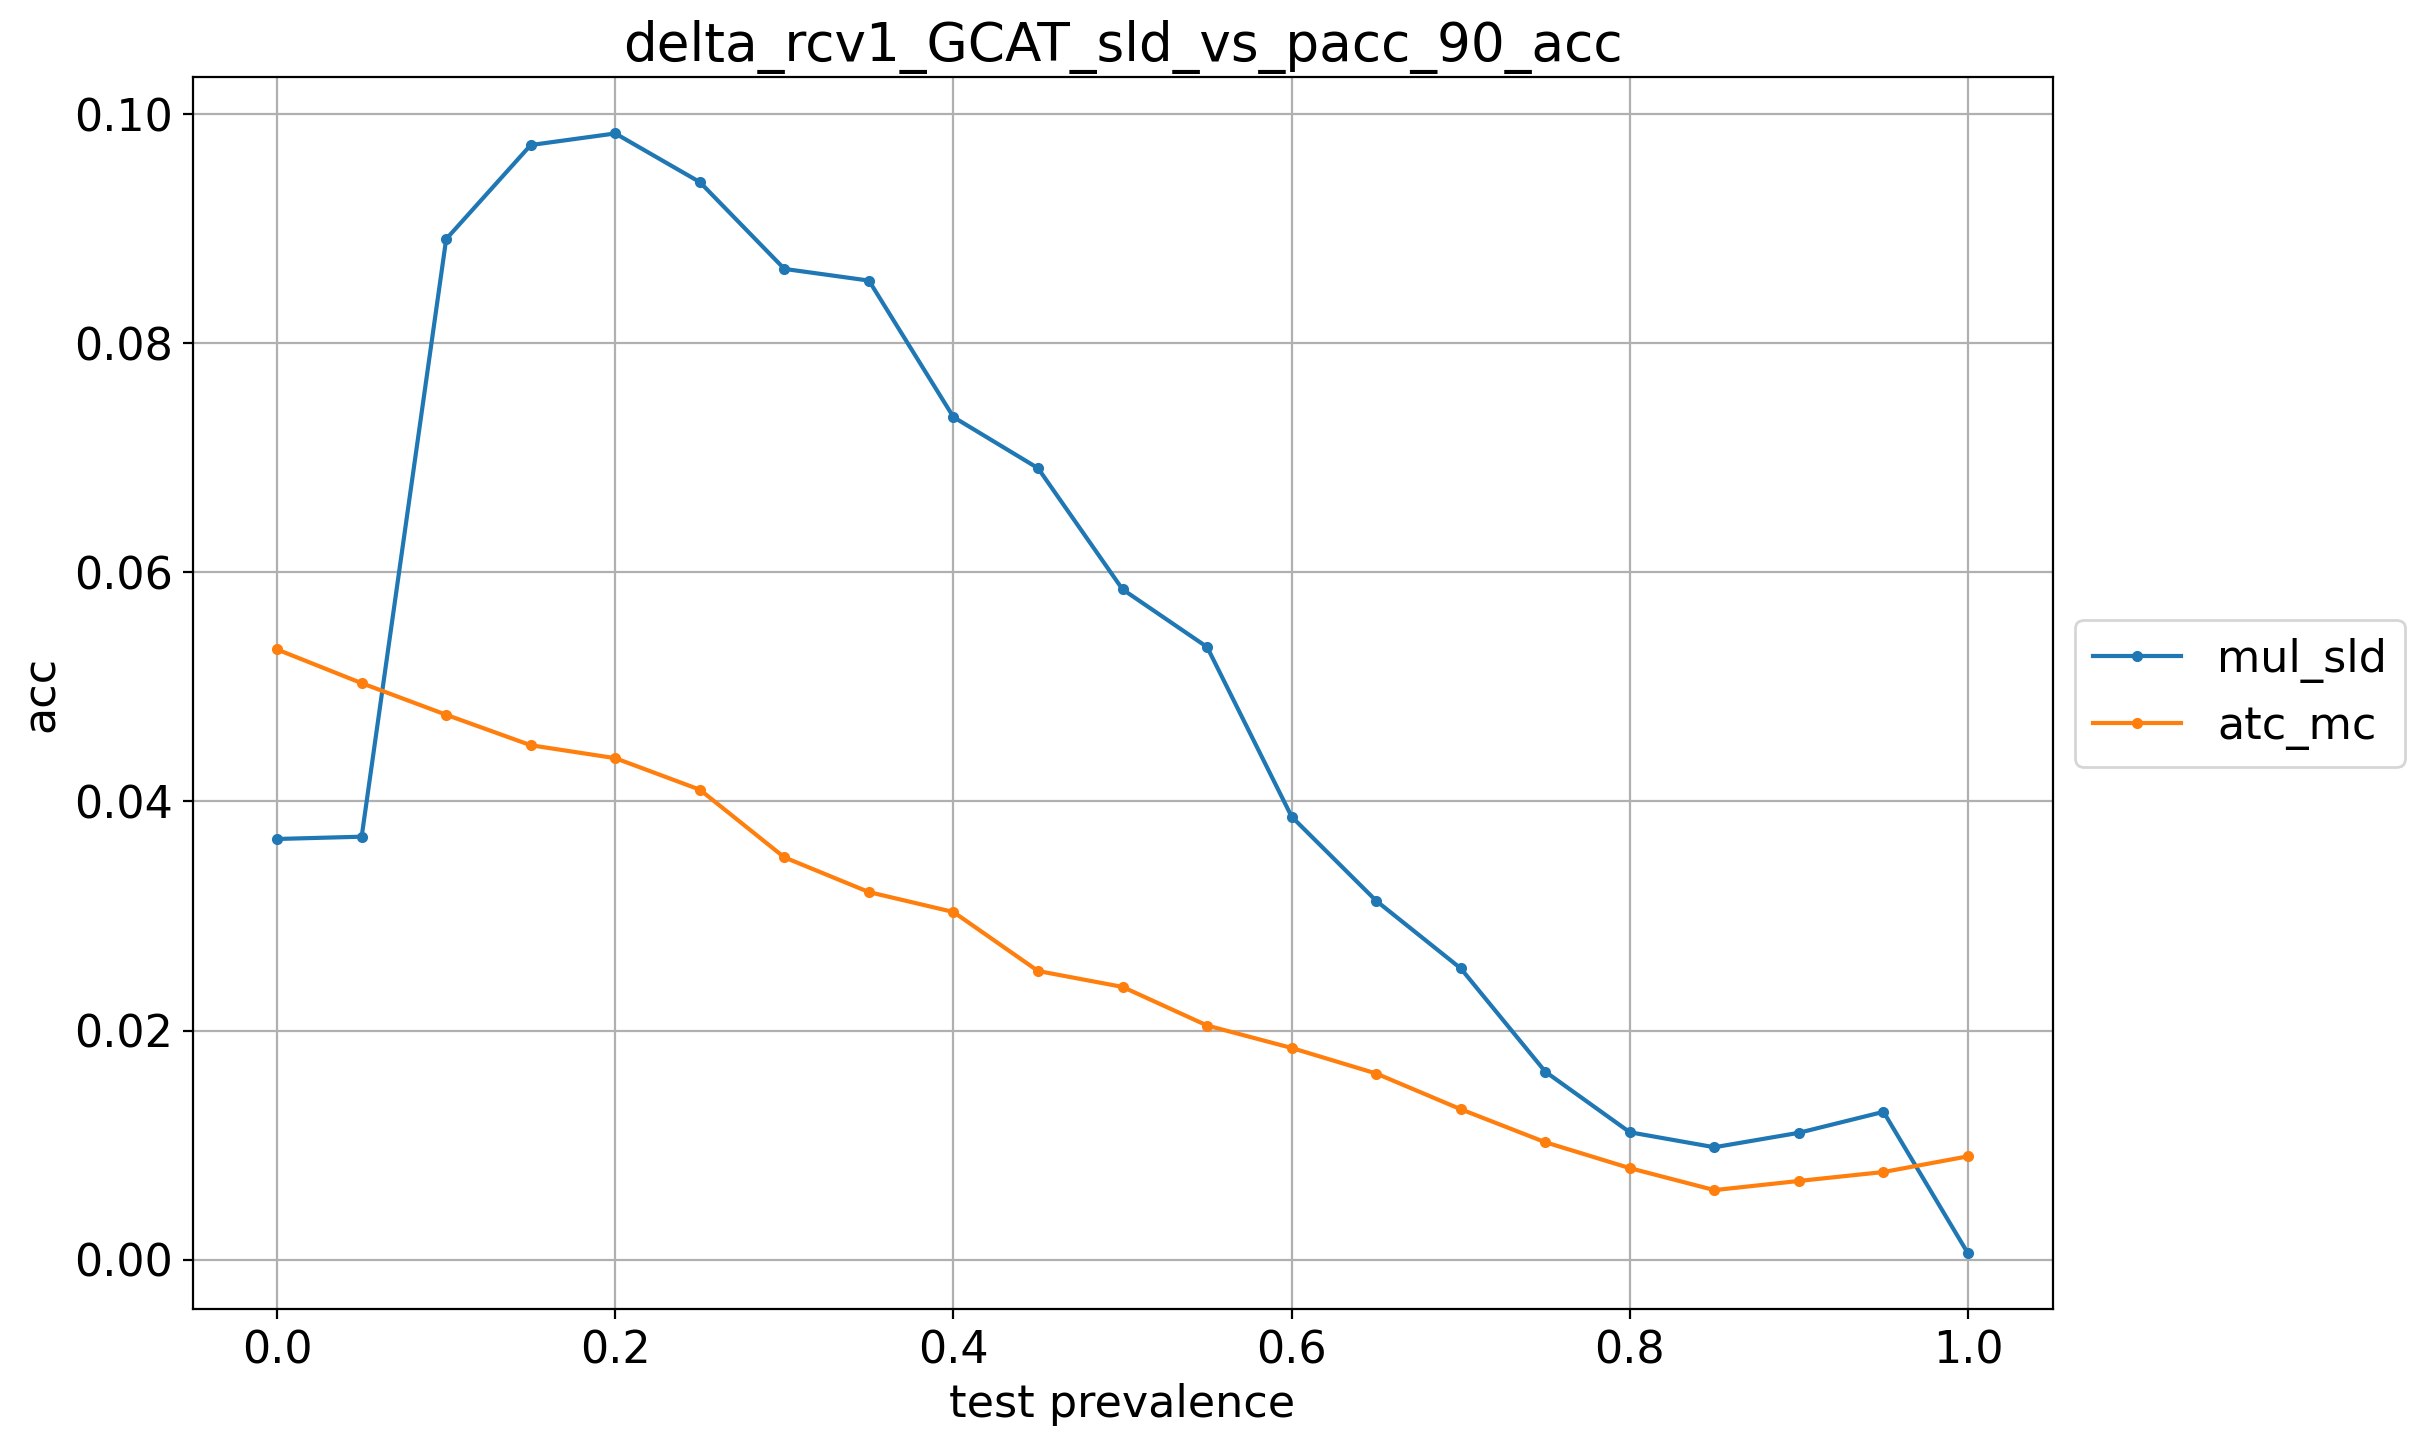 delta_rcv1_GCAT_sld_vs_pacc_90_acc
0.10
0.08
0.06
0.04
0.02
0.00
acc
0.0 0.2 0.4 0.6 0.8 1.0
test prevalence
mul_sld
atc_mc